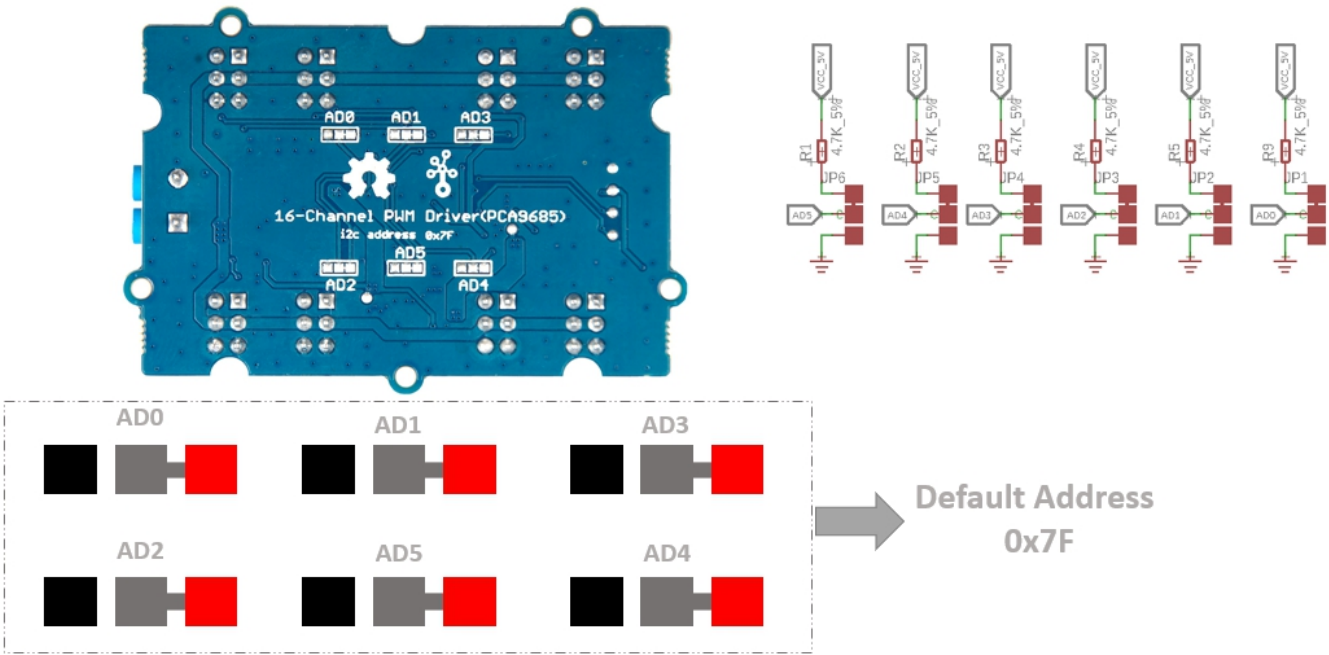 AD0 AD1 AD3
16-Channel PWM Driver(PCA9685)
i2c address 0x7F
AD2 AD5 AD4
VCC_5V VCC_5V VCC_5V VCC_5V VCC_5V VCC_5V
R1 4.7K_5% R2 4.7K_5% R3 4.7K_5% R4 4.7K_5% R5 4.7K_5% R9 4.7K_5%
JP6 JP5 JP4 JP3 JP2 JP1
AD5 C AD4 C AD3 C AD2 C AD1 C AD0 C
AD0 AD1 AD3
AD2 AD5 AD4
Default Address
0x7F